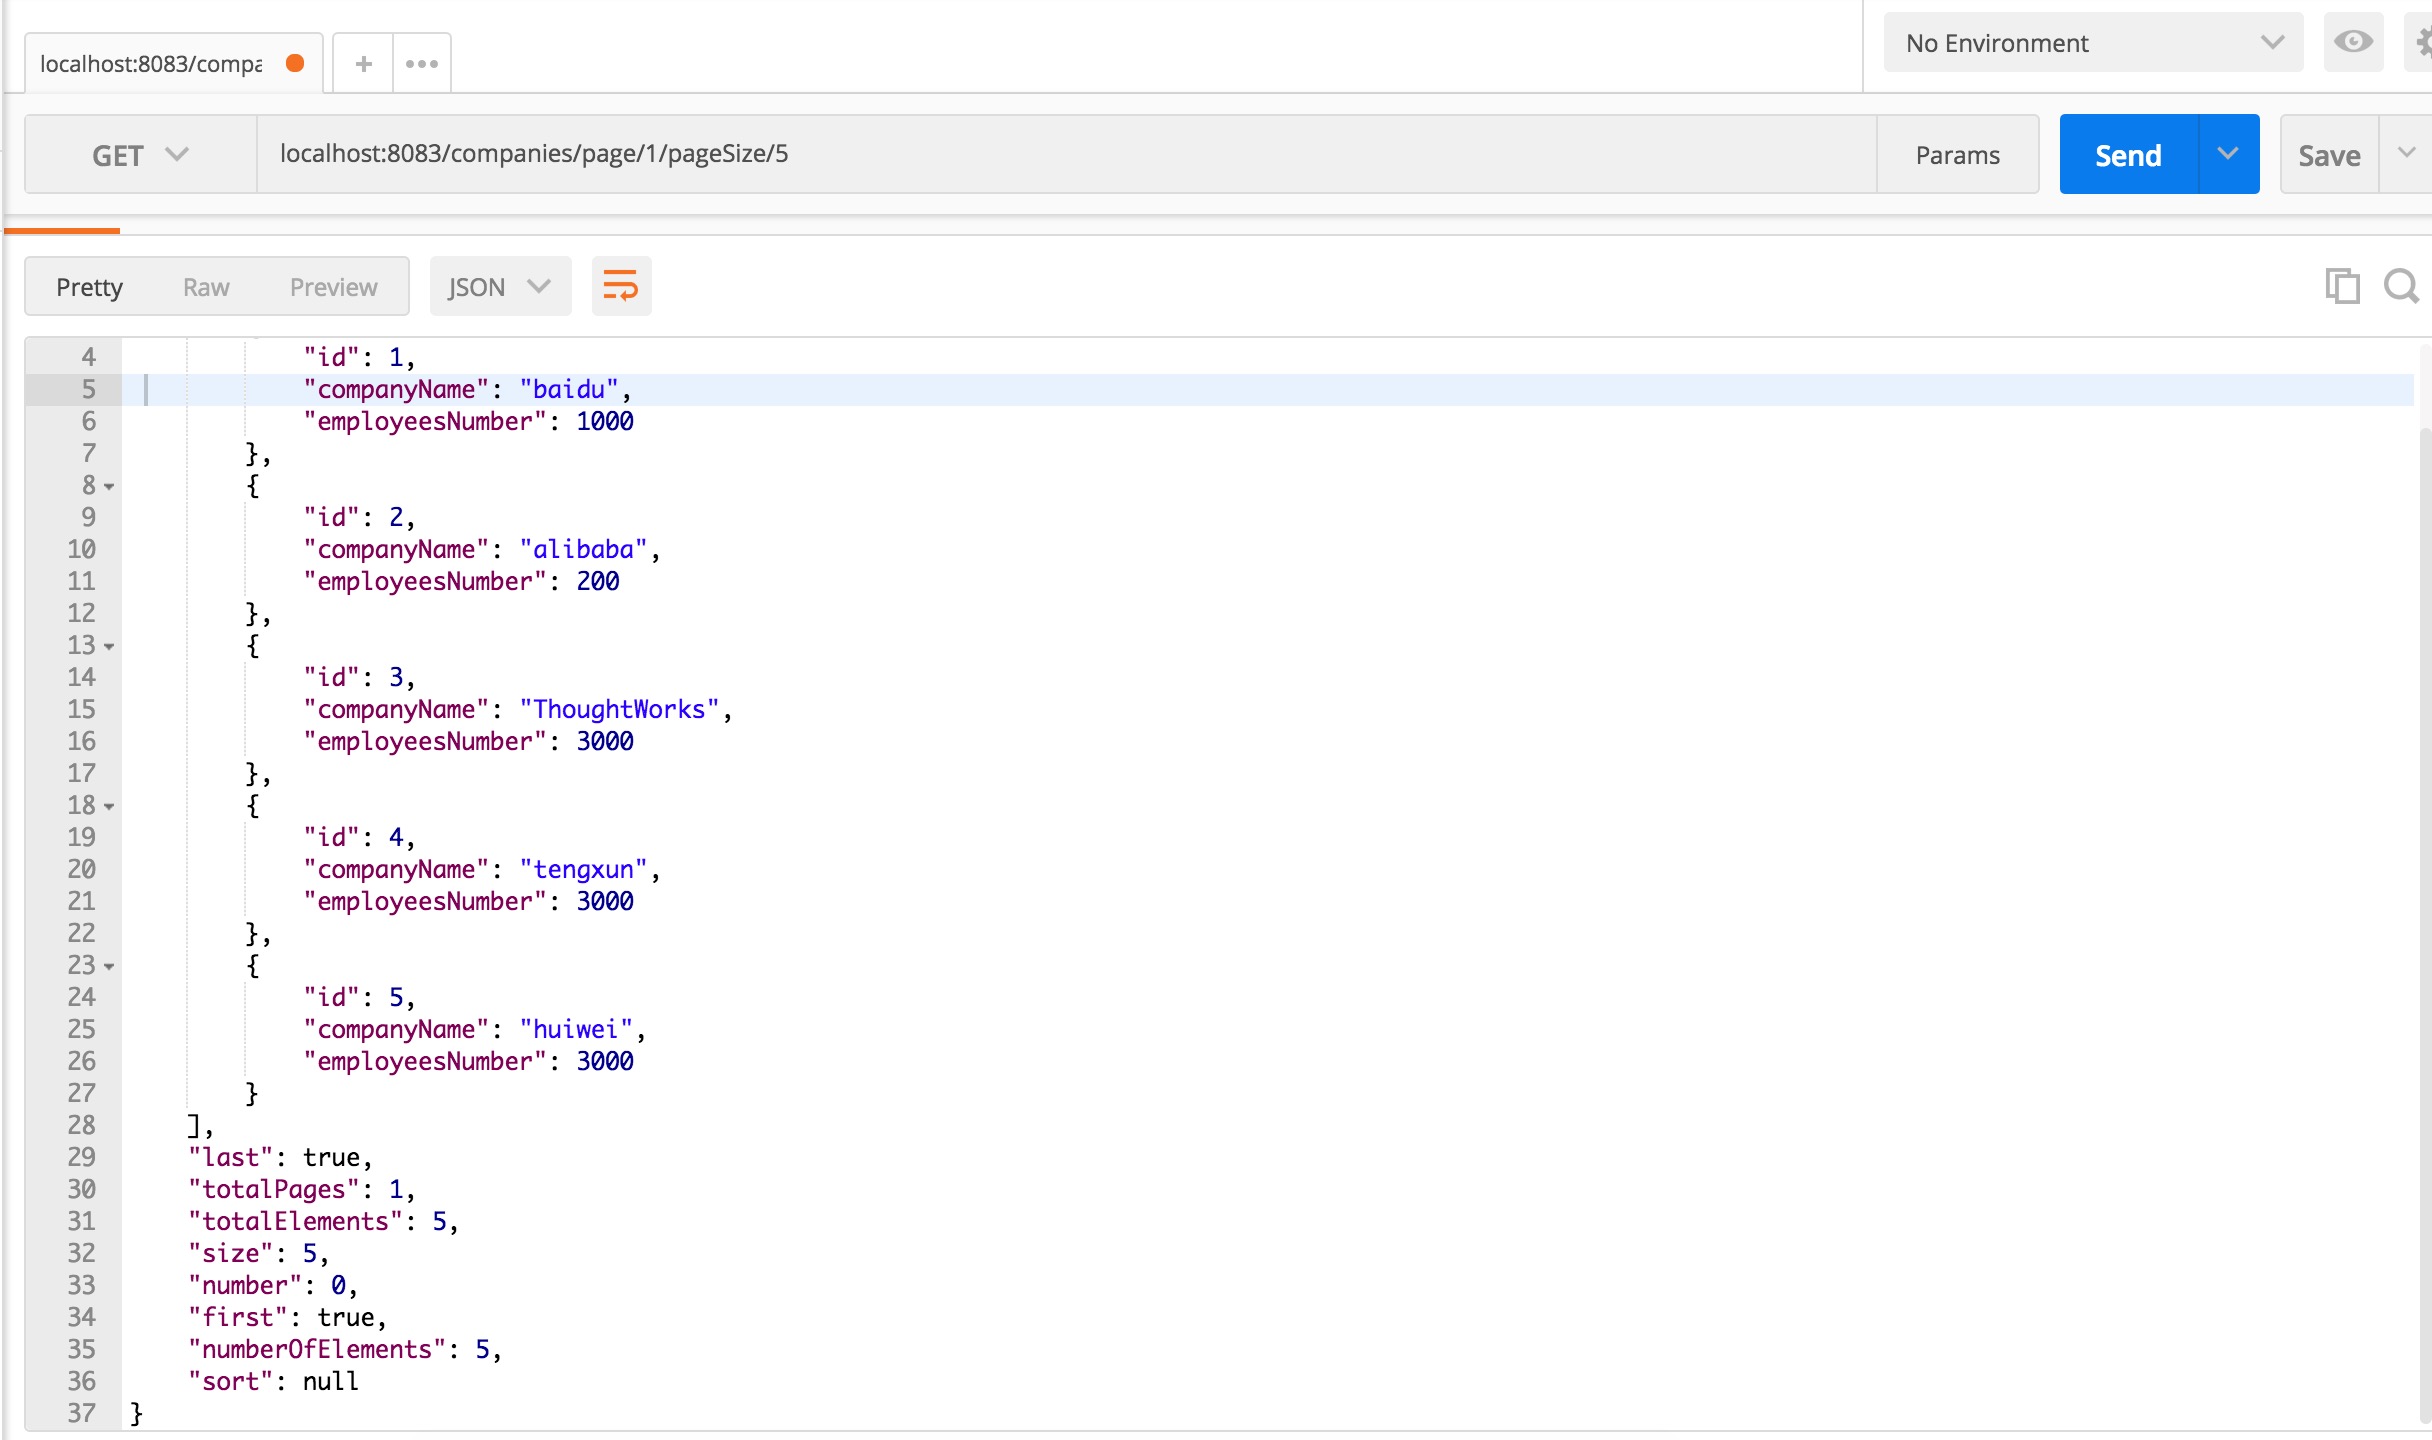 localhost:8083/compa
No Environment
GET localhost:8083/companies/page/1/pageSize/5 Params Send Save
Pretty Raw Preview JSON
4 "id": 1,
5 "companyName": "baidu",
6 "employeesNumber": 1000
7 },
8 {
9 "id": 2,
10 "companyName": "alibaba",
11 "employeesNumber": 200
12 },
13 {
14 "id": 3,
15 "companyName": "ThoughtWorks",
16 "employeesNumber": 3000
17 },
18 {
19 "id": 4,
20 "companyName": "tengxun",
21 "employeesNumber": 3000
22 },
23 {
24 "id": 5,
25 "companyName": "huiwei",
26 "employeesNumber": 3000
27 }
28 ],
29 "last": true,
30 "totalPages": 1,
31 "totalElements": 5,
32 "size": 5,
33 "number": 0,
34 "first": true,
35 "numberOfElements": 5,
36 "sort": null
37 }